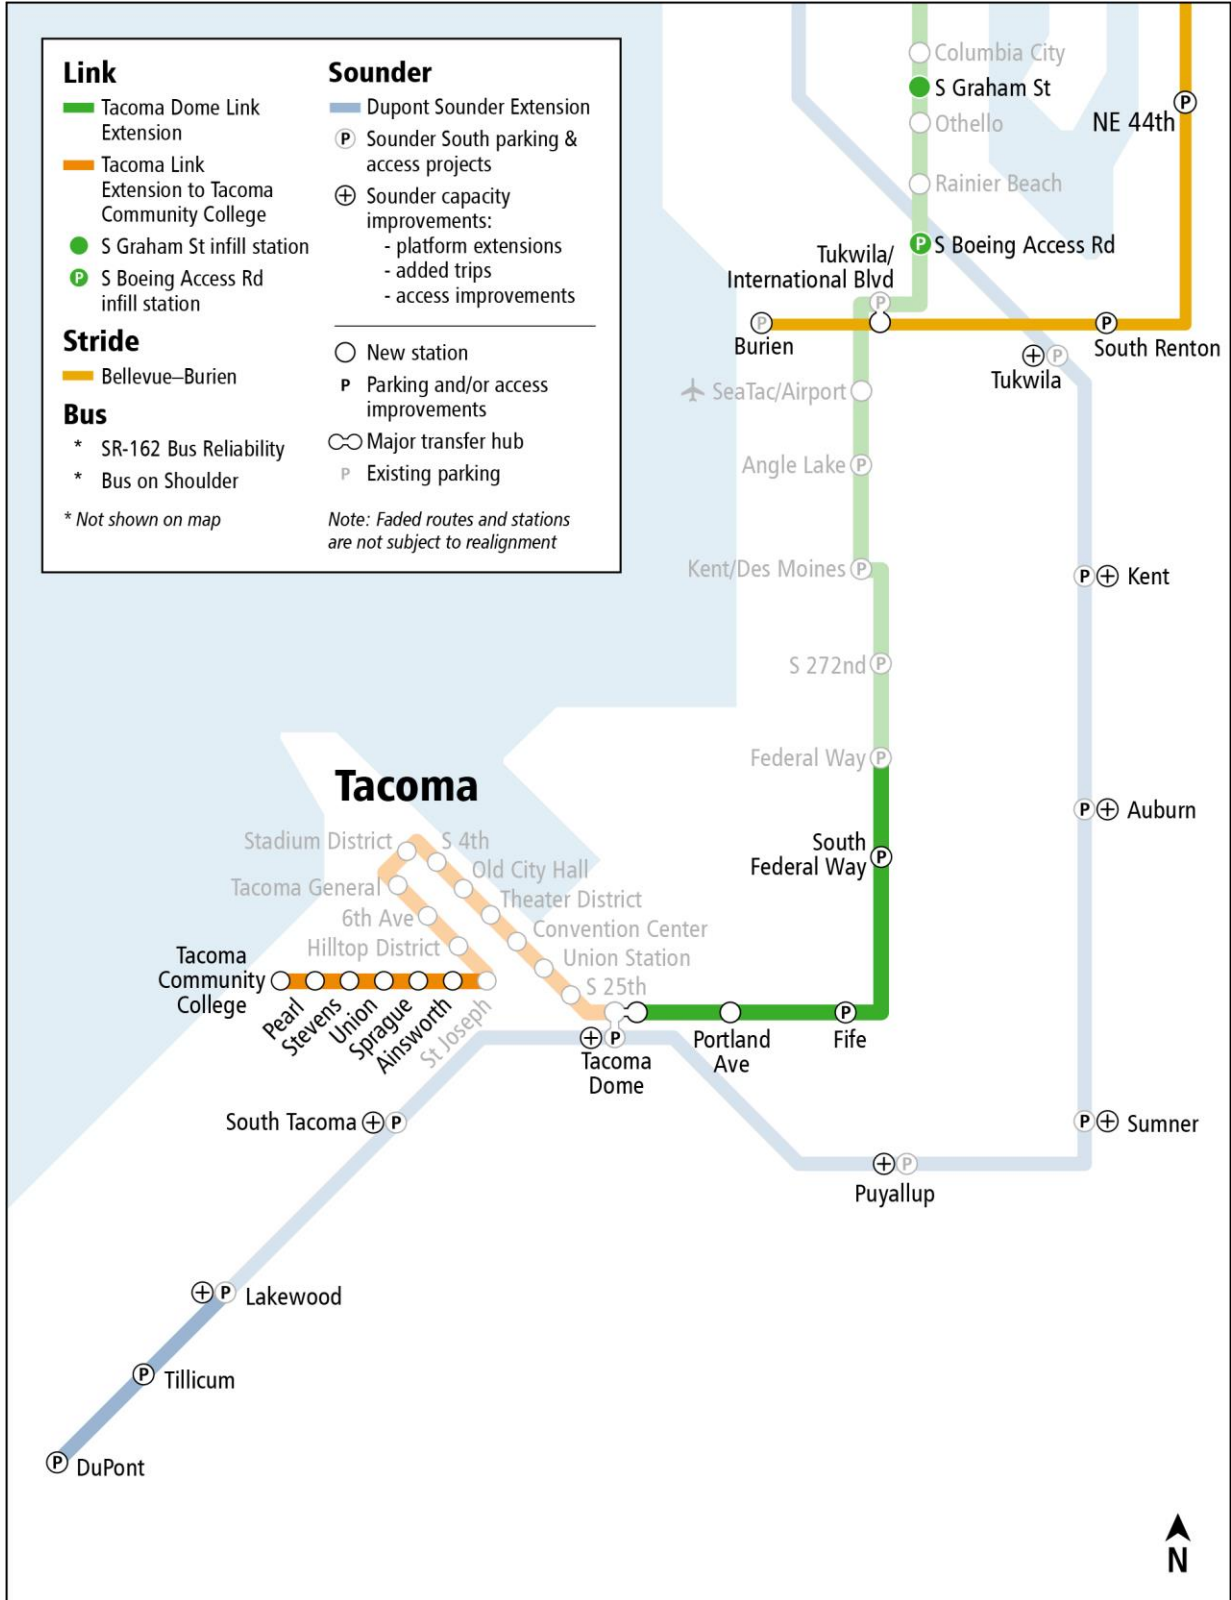 Link
Tacoma Dome Link
Extension
Tacoma Link
Extension to Tacoma
Community College
S Graham St infill station
P S Boeing Access Rd
infill station
Stride
Bellevue–Burien
Bus
* SR-162 Bus Reliability
* Bus on Shoulder
* Not shown on map
Sounder
Dupont Sounder Extension
P Sounder South parking &
access projects
Sounder capacity
improvements:
- platform extensions
- added trips
- access improvements
New station
P Parking and/or access
improvements
Major transfer hub
P Existing parking
Note: Faded routes and stations
are not subject to realignment
Columbia City
S Graham St
Othello
P
NE 44th
Rainier Beach
P S Boeing Access Rd
Tukwila/
International Blvd
P
P
Burien
P
South Renton
P
Tukwila
SeaTac/Airport
Angle Lake P
Kent/Des Moines P
P Kent
S 272nd P
Federal Way P
P Auburn
South
Federal Way
P
Tacoma
Stadium District
S 4th
Old City Hall
Tacoma General
Theater District
6th Ave
Convention Center
Hilltop District
Union Station
S 25th
Tacoma
Community
College
Pearl
Stevens
Union
Sprague
Ainsworth
St Joseph
P
Tacoma
Dome
Portland
Ave
P
Fife
South Tacoma P
P Sumner
P
Puyallup
P Lakewood
P Tillicum
P DuPont
N